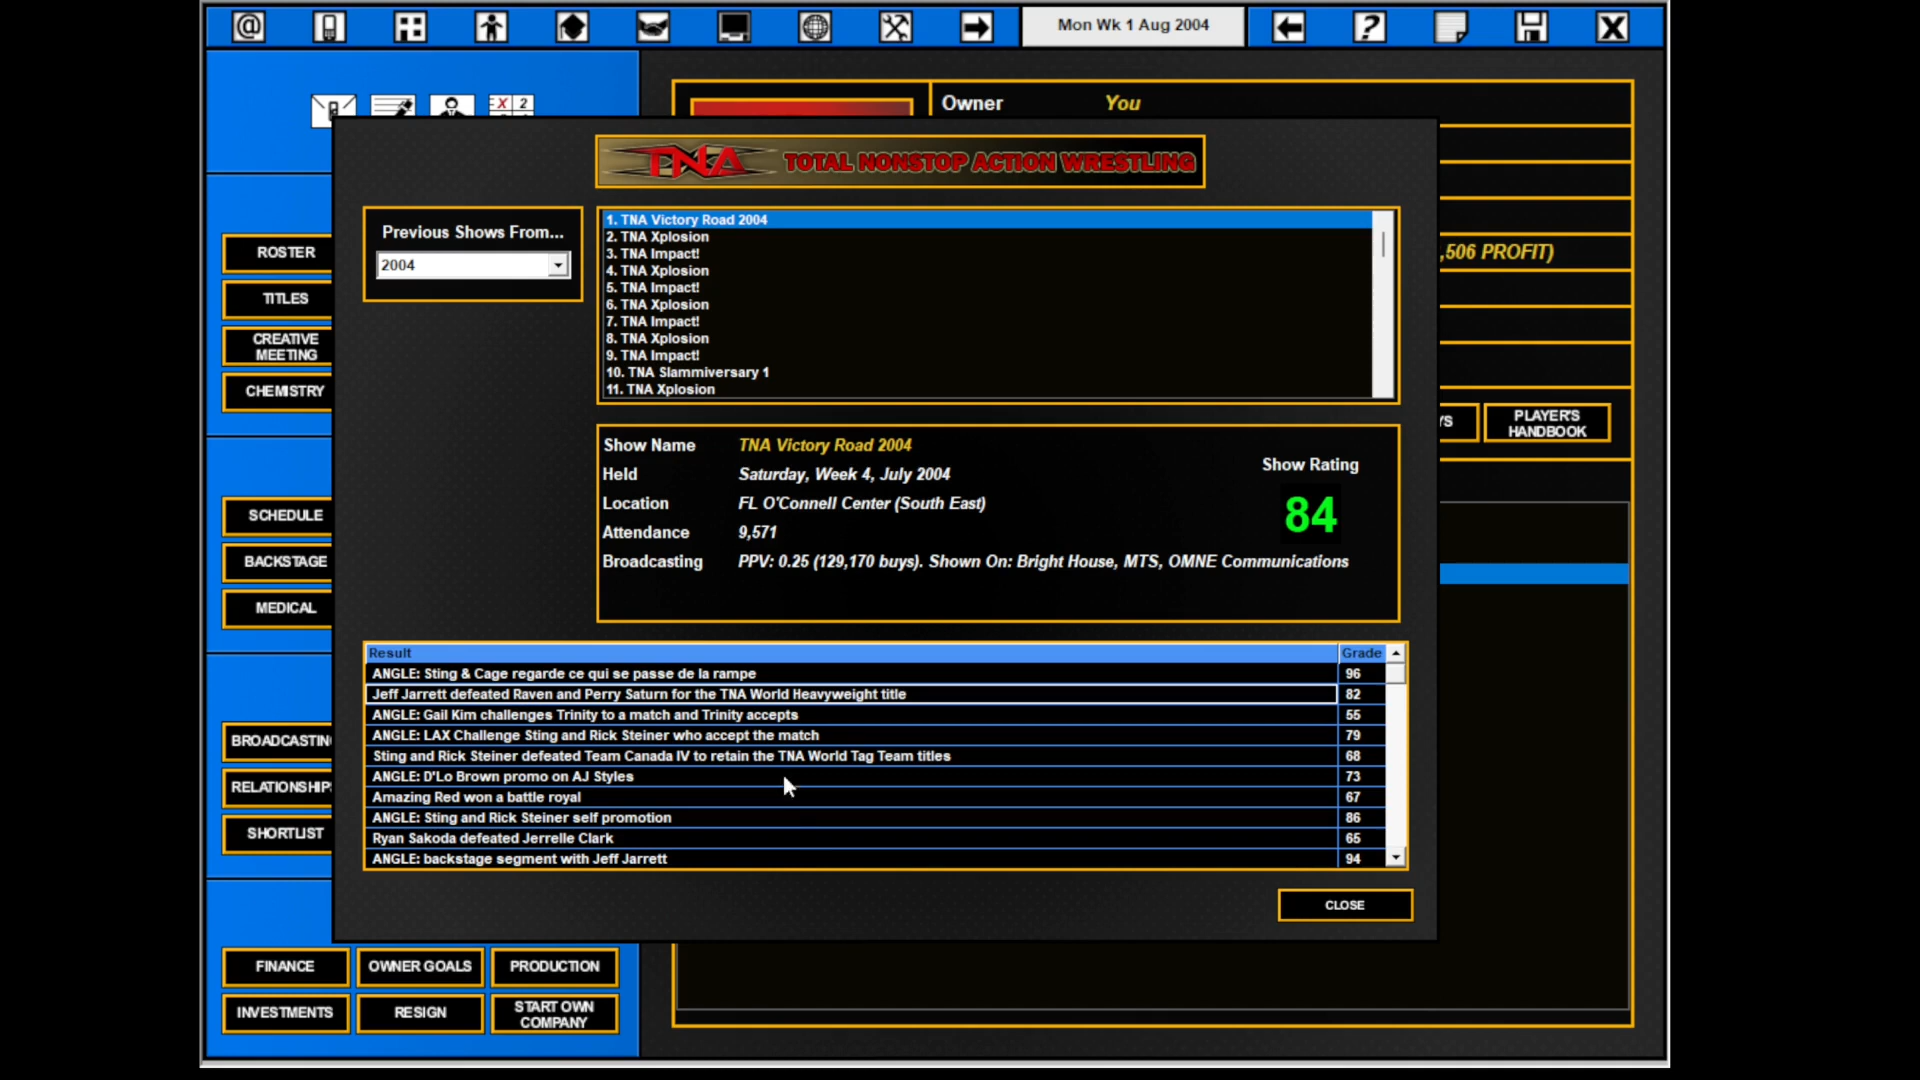 Mon Wk 1 Aug 2004
Owner You
TNA TOTAL NONSTOP ACTION WRESTLING
Previous Shows From...
2004
1. TNA Victory Road 2004
2. TNA Xplosion
3. TNA Impact!
4. TNA Xplosion
5. TNA Impact!
6. TNA Xplosion
7. TNA Impact!
8. TNA Xplosion
9. TNA Impact!
10. TNA Slammiversary 1
11. TNA Xplosion
,506 PROFIT)
ROSTER
TITLES
CREATIVE
MEETING
CHEMISTRY
SCHEDULE
BACKSTAGE
MEDICAL
BROADCASTIN
RELATIONSHIP
SHORTLIST
YS
PLAYER'S
HANDBOOK
Show Name TNA Victory Road 2004
Held Saturday, Week 4, July 2004
Location FL O'Connell Center (South East)
Attendance 9,571
Broadcasting PPV: 0.25 (129,170 buys). Shown On: Bright House, MTS, OMNE Communications
Show Rating
84
Result Grade
ANGLE: Sting & Cage regarde ce qui se passe de la rampe 96
Jeff Jarrett defeated Raven and Perry Saturn for the TNA World Heavyweight title 82
ANGLE: Gail Kim challenges Trinity to a match and Trinity accepts 55
ANGLE: LAX Challenge Sting and Rick Steiner who accept the match 79
Sting and Rick Steiner defeated Team Canada IV to retain the TNA World Tag Team titles 68
ANGLE: D'Lo Brown promo on AJ Styles 73
Amazing Red won a battle royal 67
ANGLE: Sting and Rick Steiner self promotion 86
Ryan Sakoda defeated Jerrelle Clark 65
ANGLE: backstage segment with Jeff Jarrett 94
CLOSE
FINANCE
OWNER GOALS
PRODUCTION
INVESTMENTS
RESIGN
START OWN
COMPANY